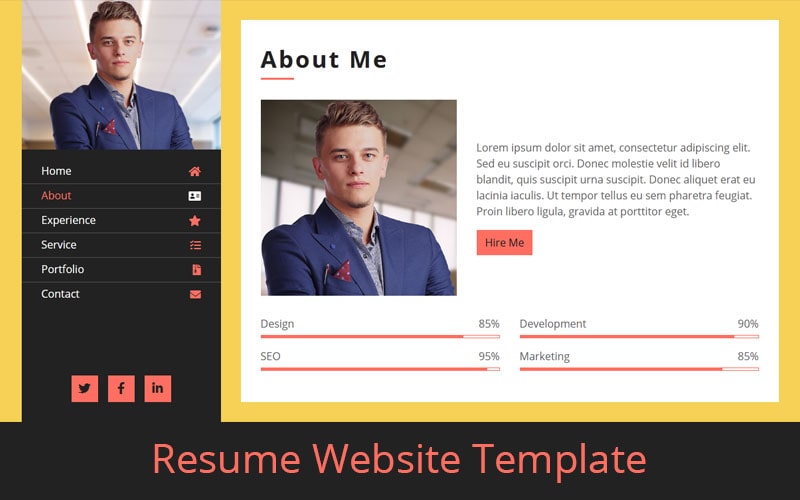 Home
About
Experience
Service
Portfolio
Contact
About Me
Lorem ipsum dolor sit amet, consectetur adipiscing elit.
Sed eu suscipit orci. Donec molestie velit id libero
blandit, quis suscipit urna suscipit. Donec aliquet erat eu
lacinia iaculis. Ut tempor tellus eu sem pharetra feugiat.
Proin libero ligula, gravida at porttitor eget.
Hire Me
Design 85%
Development 90%
SEO 95%
Marketing 85%
Resume Website Template